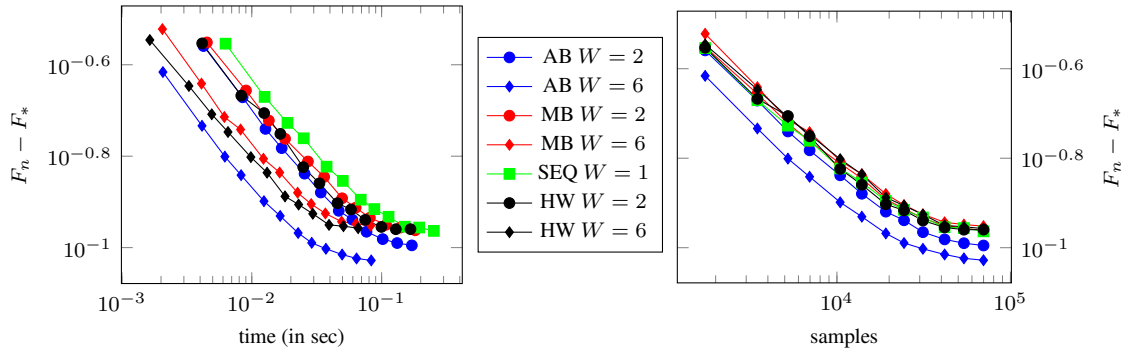 F_n − F_*
10^{−0.6}
10^{−0.8}
10^{−1}
10^{−3} 10^{−2} 10^{−1}
time (in sec)
AB W = 2
AB W = 6
MB W = 2
MB W = 6
SEQ W = 1
HW W = 2
HW W = 6
10^{−0.6}
10^{−0.8}
10^{−1}
F_n − F_*
10^4 10^5
samples